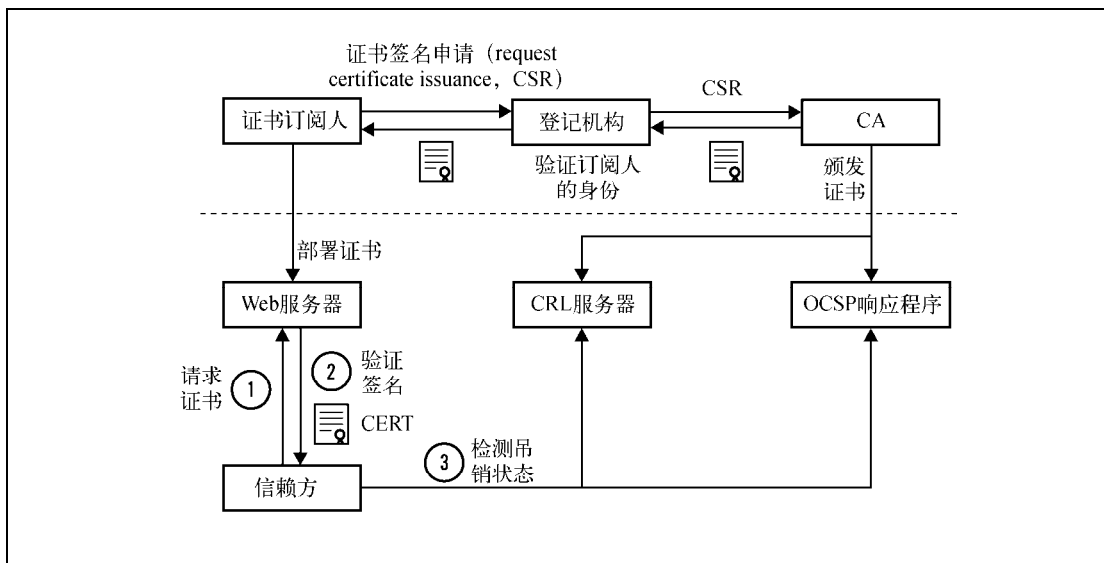 证书签名申请（request
certificate issuance，CSR）
CSR
证书订阅人
登记机构
CA
验证订阅人
的身份
颁发
证书
部署证书
Web服务器
CRL服务器
OCSP响应程序
请求
证书
1
2
验证
签名
CERT
3
检测吊
销状态
信赖方